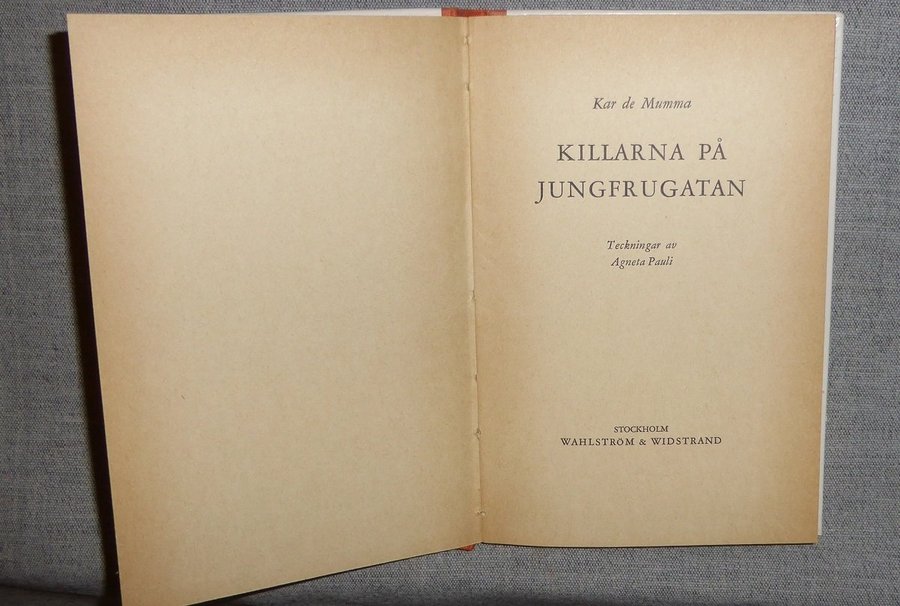 Kar de Mumma
KILLARNA PÅ
JUNGFRUGATAN
Teckningar av
Agneta Pauli
STOCKHOLM
WAHLSTRÖM & WIDSTRAND